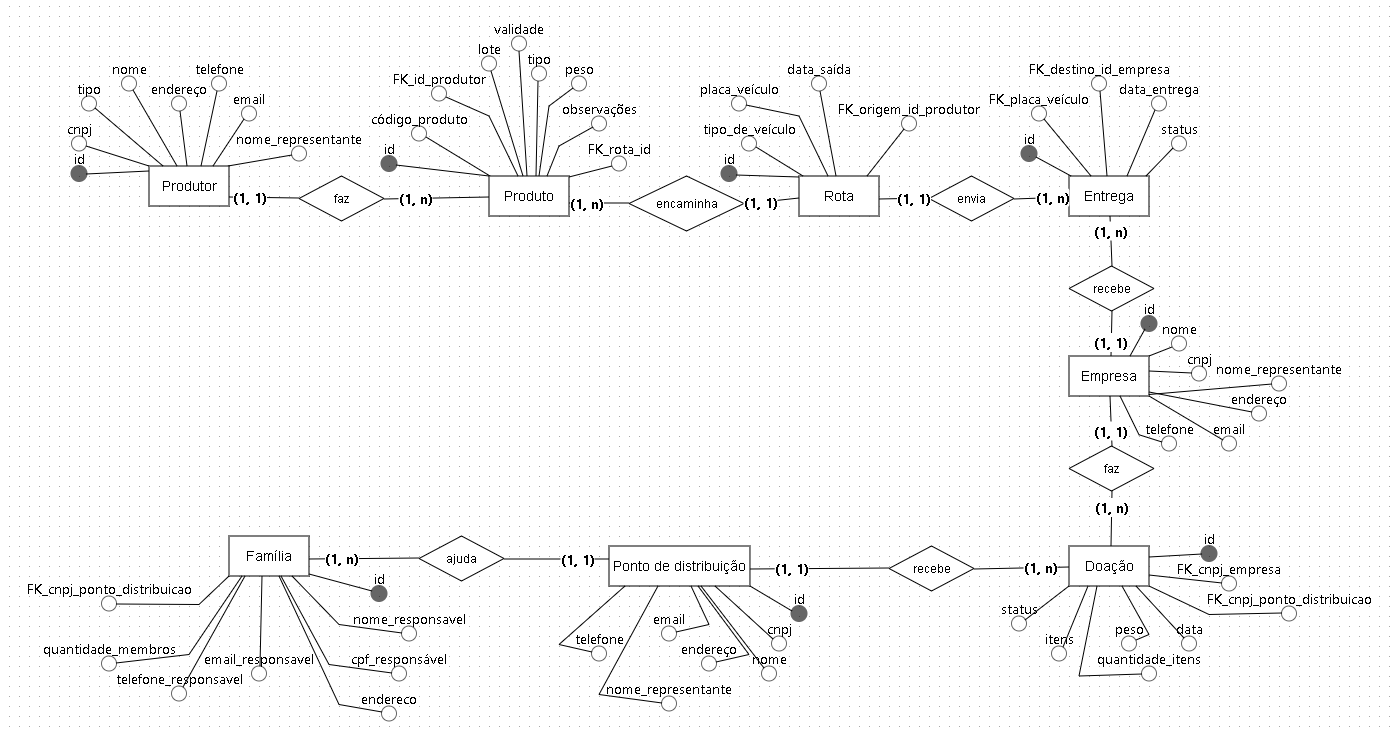 nome
telefone
tipo
endereço
email
cnpj
nome_representante
id
Produtor
(1, 1)
faz
(1, n)
validade
lote
tipo
peso
FK_id_produtor
observações
código_produto
FK_rota_id
id
Produto
(1, n)
encaminha
(1, 1)
data_saída
placa_veículo
FK_origem_id_produtor
tipo_de_veículo
id
Rota
(1, 1)
envia
(1, n)
FK_destino_id_empresa
data_entrega
FK_placa_veículo
status
id
Entrega
(1, n)
recebe
(1, 1)
id
nome
cnpj
nome_representante
endereço
email
telefone
Empresa
(1, 1)
faz
(1, n)
Doação
id
FK_cnpj_empresa
FK_cnpj_ponto_distribuicao
status
itens
peso
data
quantidade_itens
(1, n)
recebe
(1, 1)
Ponto de distribuição
id
cnpj
email
telefone
endereço
nome
nome_representante
(1, 1)
ajuda
(1, n)
Família
id
FK_cnpj_ponto_distribuicao
nome_responsavel
quantidade_membros
email_responsavel
cpf_responsável
telefone_responsavel
endereco